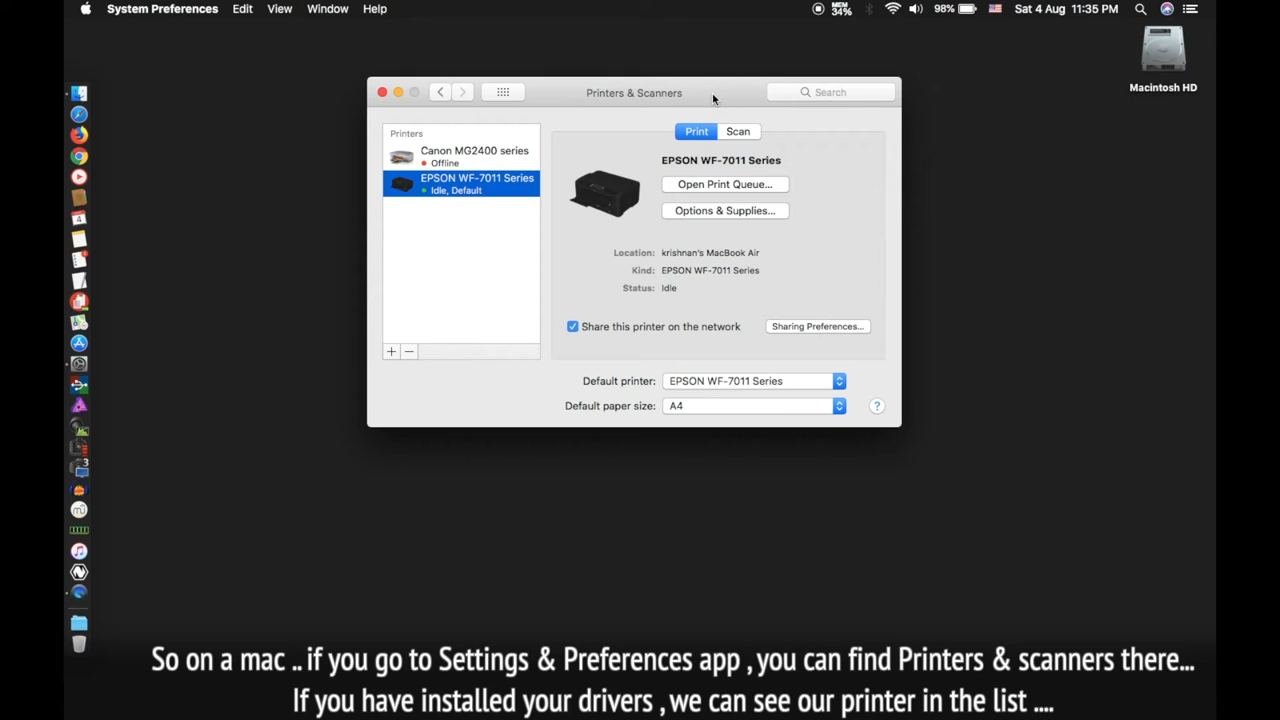 System Preferences Edit View Window Help MEM 34% 98% Sat 4 Aug 11:35 PM
Macintosh HD
Printers & Scanners
Search
Print Scan
Printers
Canon MG2400 series
Offline
EPSON WF-7011 Series
Idle, Default
EPSON WF-7011 Series
Open Print Queue...
Options & Supplies...
Location: krishnan's MacBook Air
Kind: EPSON WF-7011 Series
Status: Idle
Share this printer on the network
Sharing Preferences...
+ −
Default printer: EPSON WF-7011 Series
Default paper size: A4
?
4
3
So on a mac .. if you go to Settings & Preferences app , you can find Printers & scanners there...
If you have installed your drivers , we can see our printer in the list ....